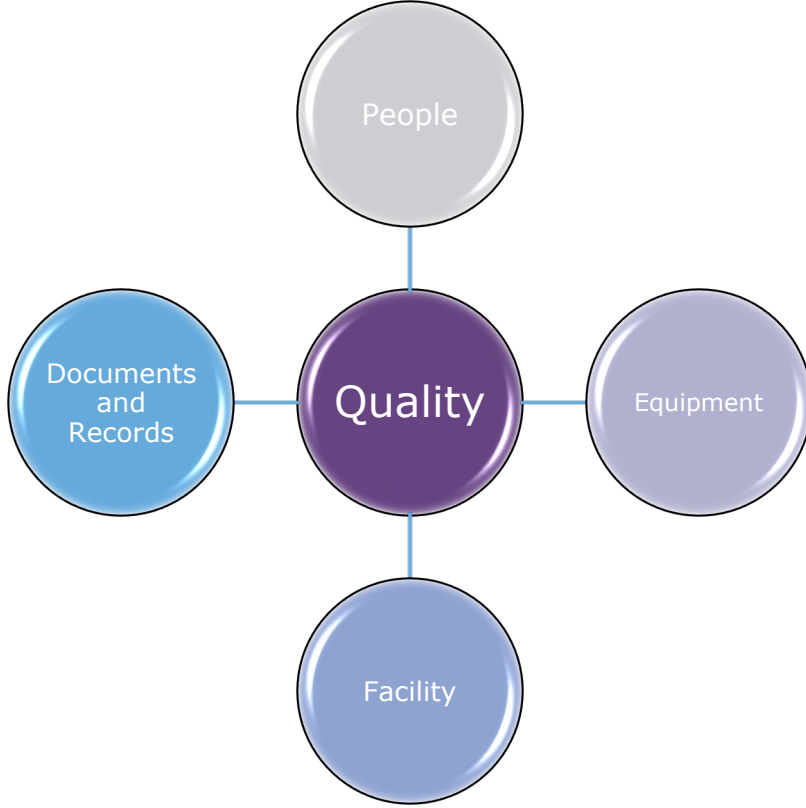 People
Documents
and
Records
Quality
Equipment
Facility